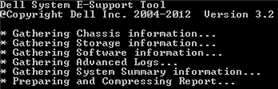 Dell System E-Support Tool
©Copyright Dell Inc. 2004-2012 Version 3.2
* Gathering Chassis information...
* Gathering Storage information...
* Gathering Software information...
* Gathering Advanced Logs...
* Gathering System Summary information...
* Preparing and Compressing Report...